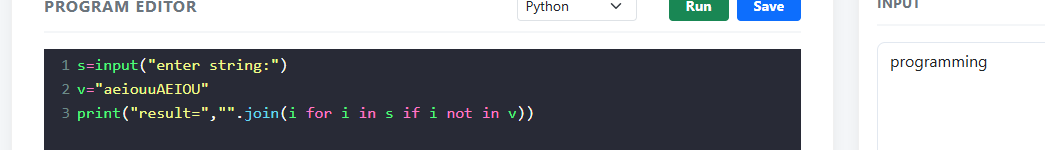 PROGRAM EDITOR
Python
Run
Save
1 s=input("enter string:")
2 v="aeiouuAEIOU"
3 print("result=","".join(i for i in s if i not in v))
INPUT
programming